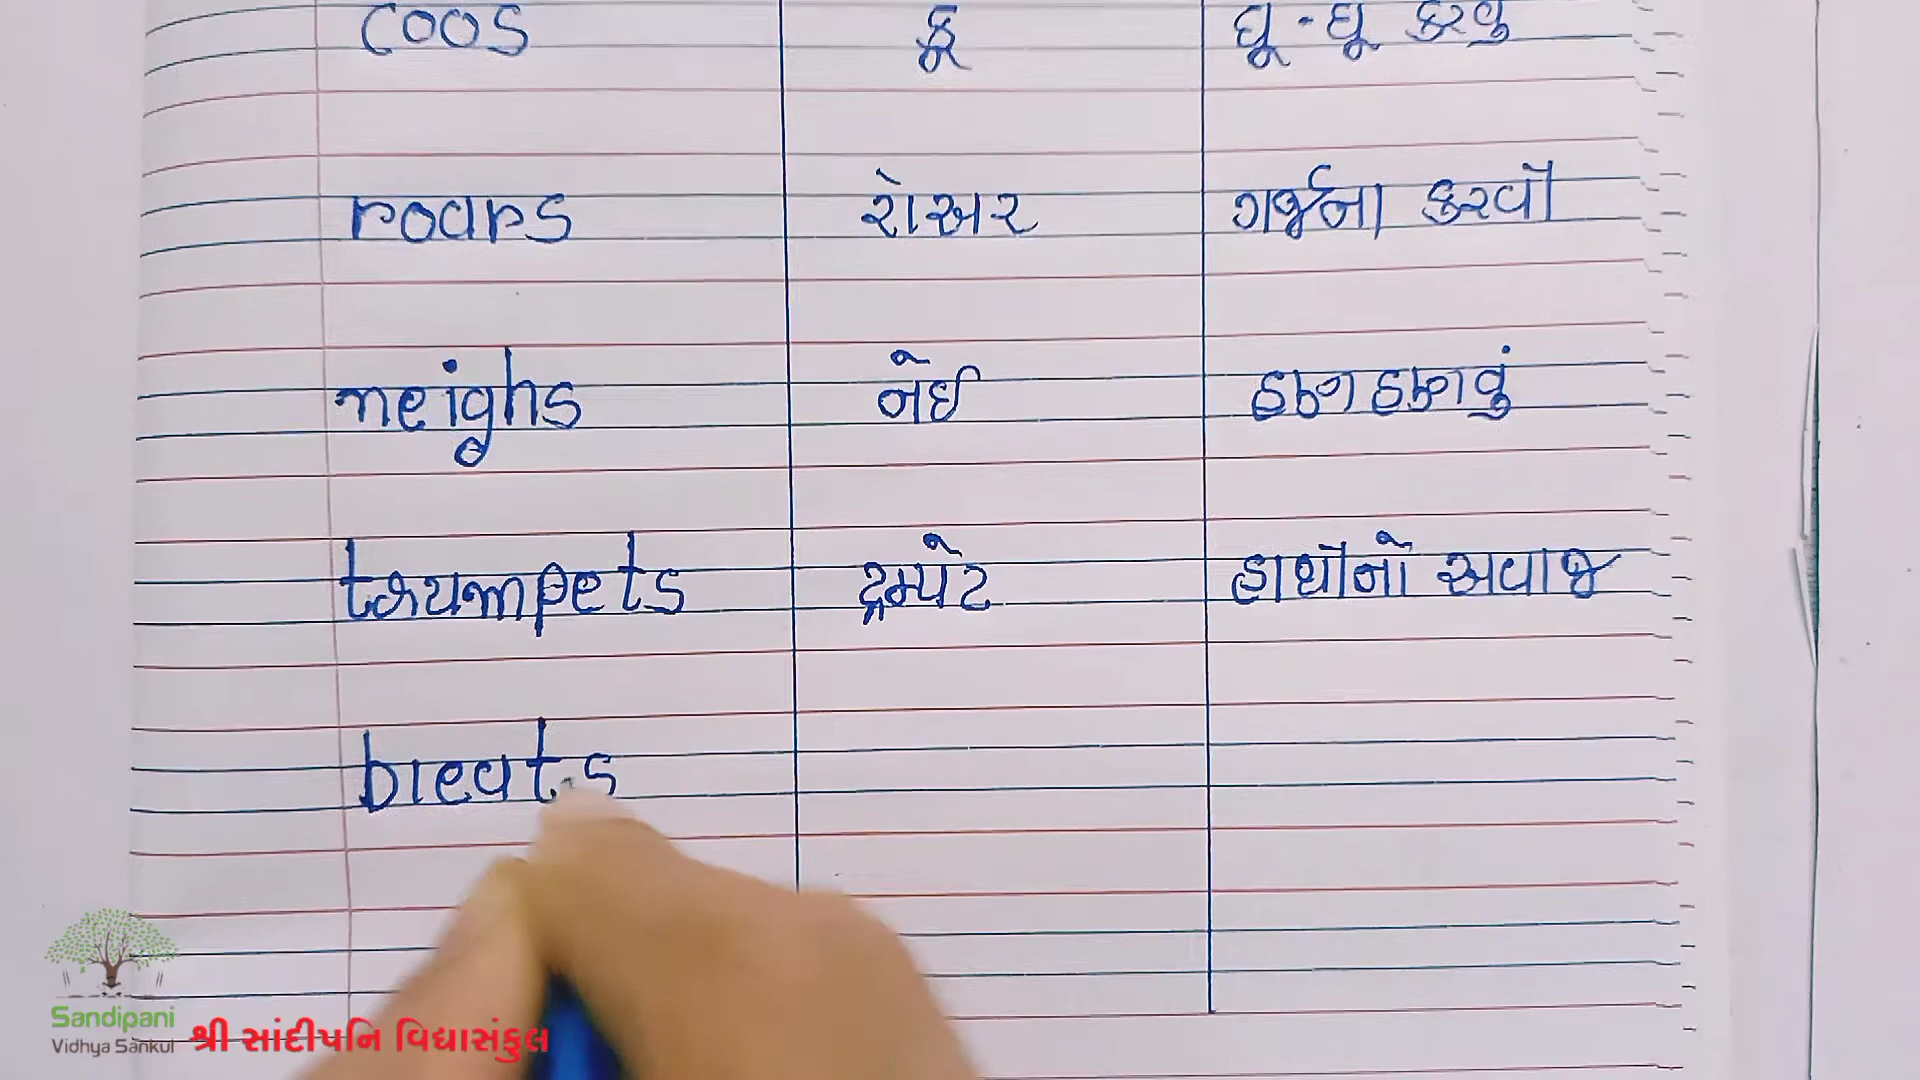 coos કૂ ઘૂ-ઘૂ કરવુ
roars રોઅર ગર્જના કરવી
neighs નેઈ હણહણવું
trumpets ટ્રમ્પેટ હાથીનો અવાજ
bleats
Sandipani
Vidhya Sankul
શ્રી સાંદીપનિ વિદ્યાસંકુલ